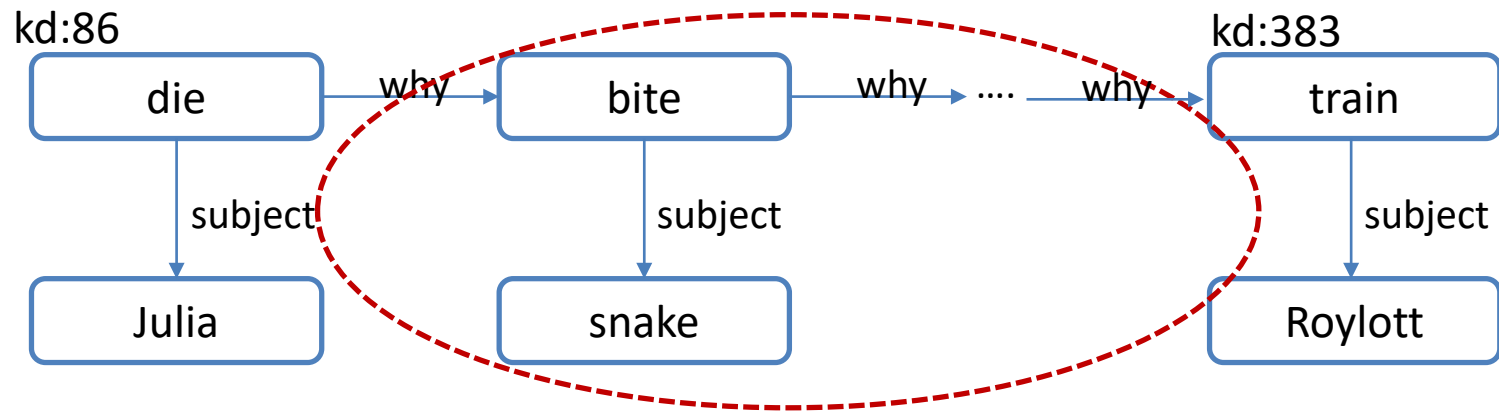 kd:86
kd:383
die why bite why .... why train
subject subject subject
Julia snake Roylott